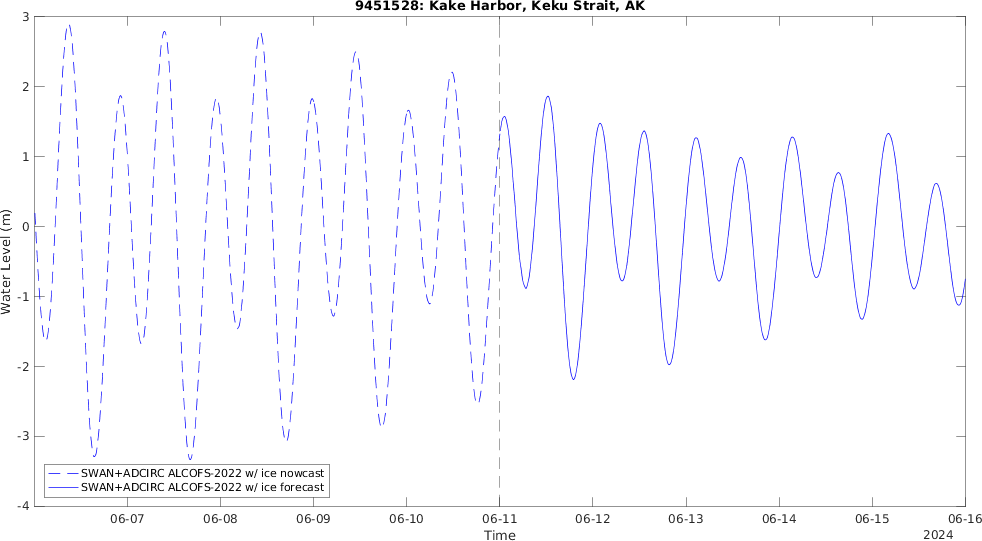 9451528: Kake Harbor, Keku Strait, AK
3
2
1
0
-1
-2
-3
-4
Water Level (m)
SWAN+ADCIRC ALCOFS-2022 w/ ice nowcast
SWAN+ADCIRC ALCOFS-2022 w/ ice forecast
06-07 06-08 06-09 06-10 06-11 06-12 06-13 06-14 06-15 06-16
Time
2024